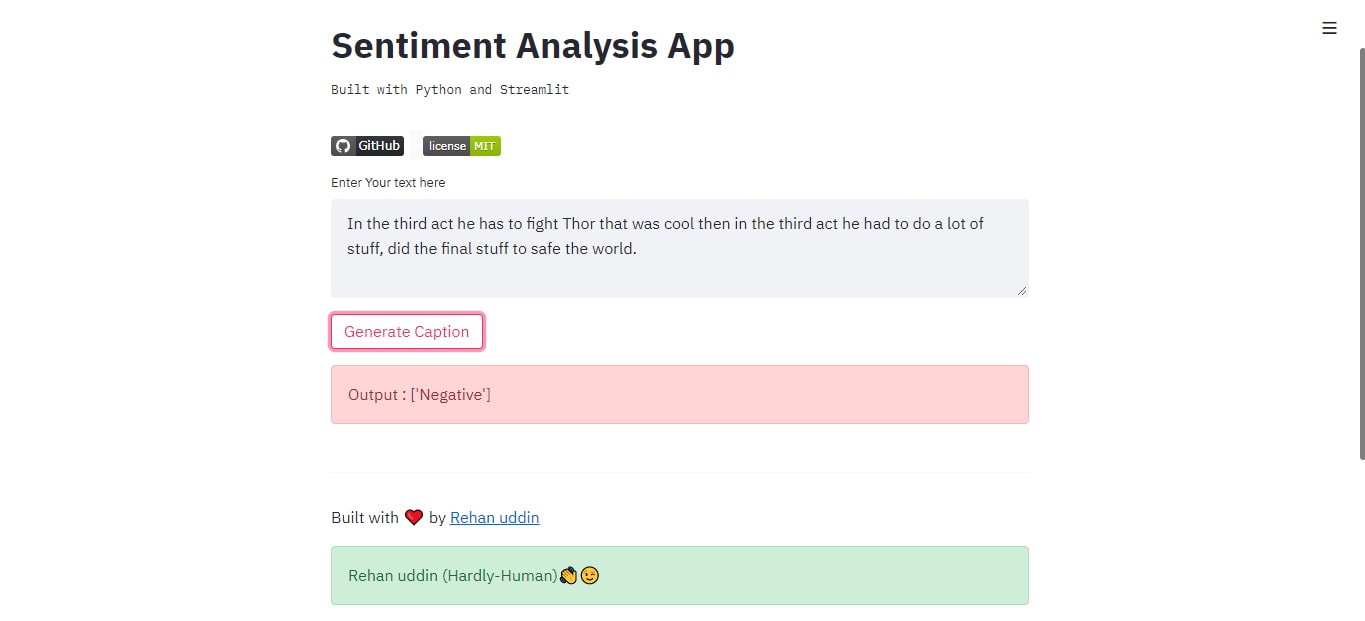 Sentiment Analysis App
Built with Python and Streamlit
GitHub license MIT
Enter Your text here
In the third act he has to fight Thor that was cool then in the third act he had to do a lot of
stuff, did the final stuff to safe the world.
Generate Caption
Output : ['Negative']
Built with ❤️ by Rehan uddin
Rehan uddin (Hardly-Human)👏😉